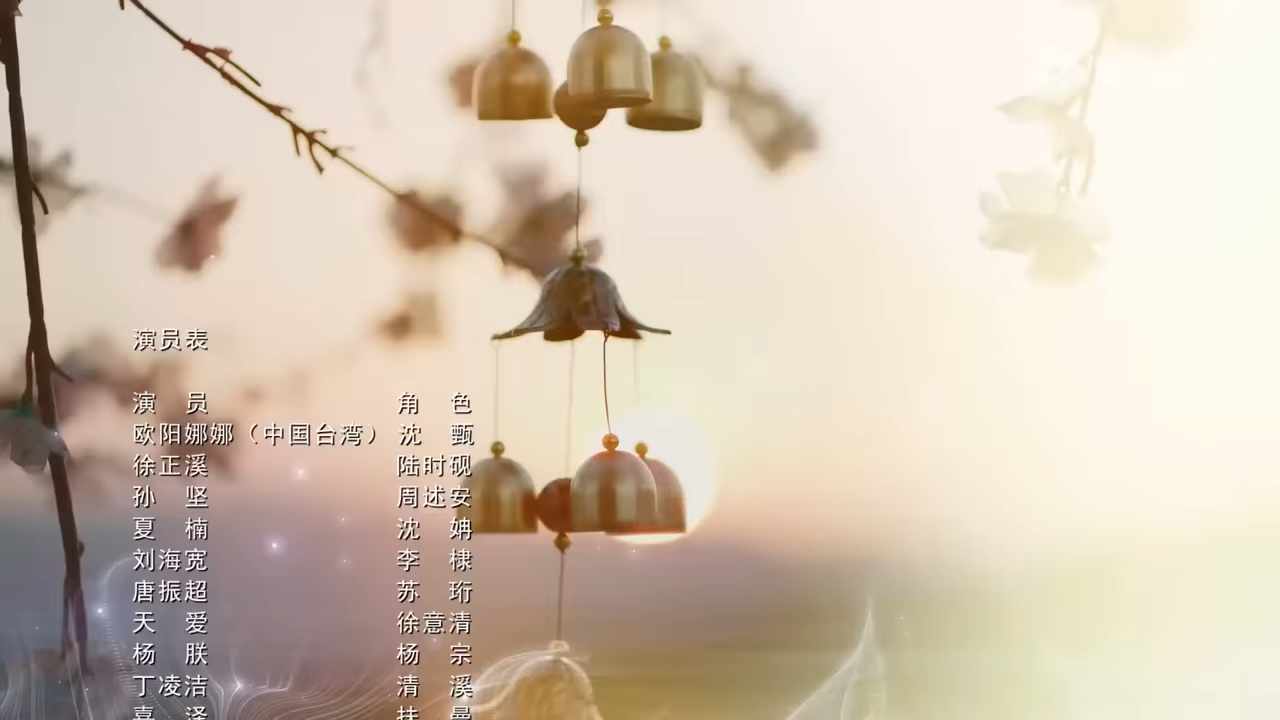 演员表
演 员 角 色
欧阳娜娜（中国台湾） 沈 甄
徐正溪 陆时砚
孙 坚 周述安
夏 楠 沈 姌
刘海宽 李 棣
唐振超 苏 珩
天 爱 徐意清
杨 肤 杨 宗
丁凌洁 清 溪